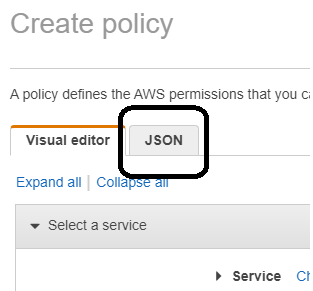 Create policy
A policy defines the AWS permissions that you ca
Visual editor JSON
Expand all | Collapse all
Select a service
Service Ch